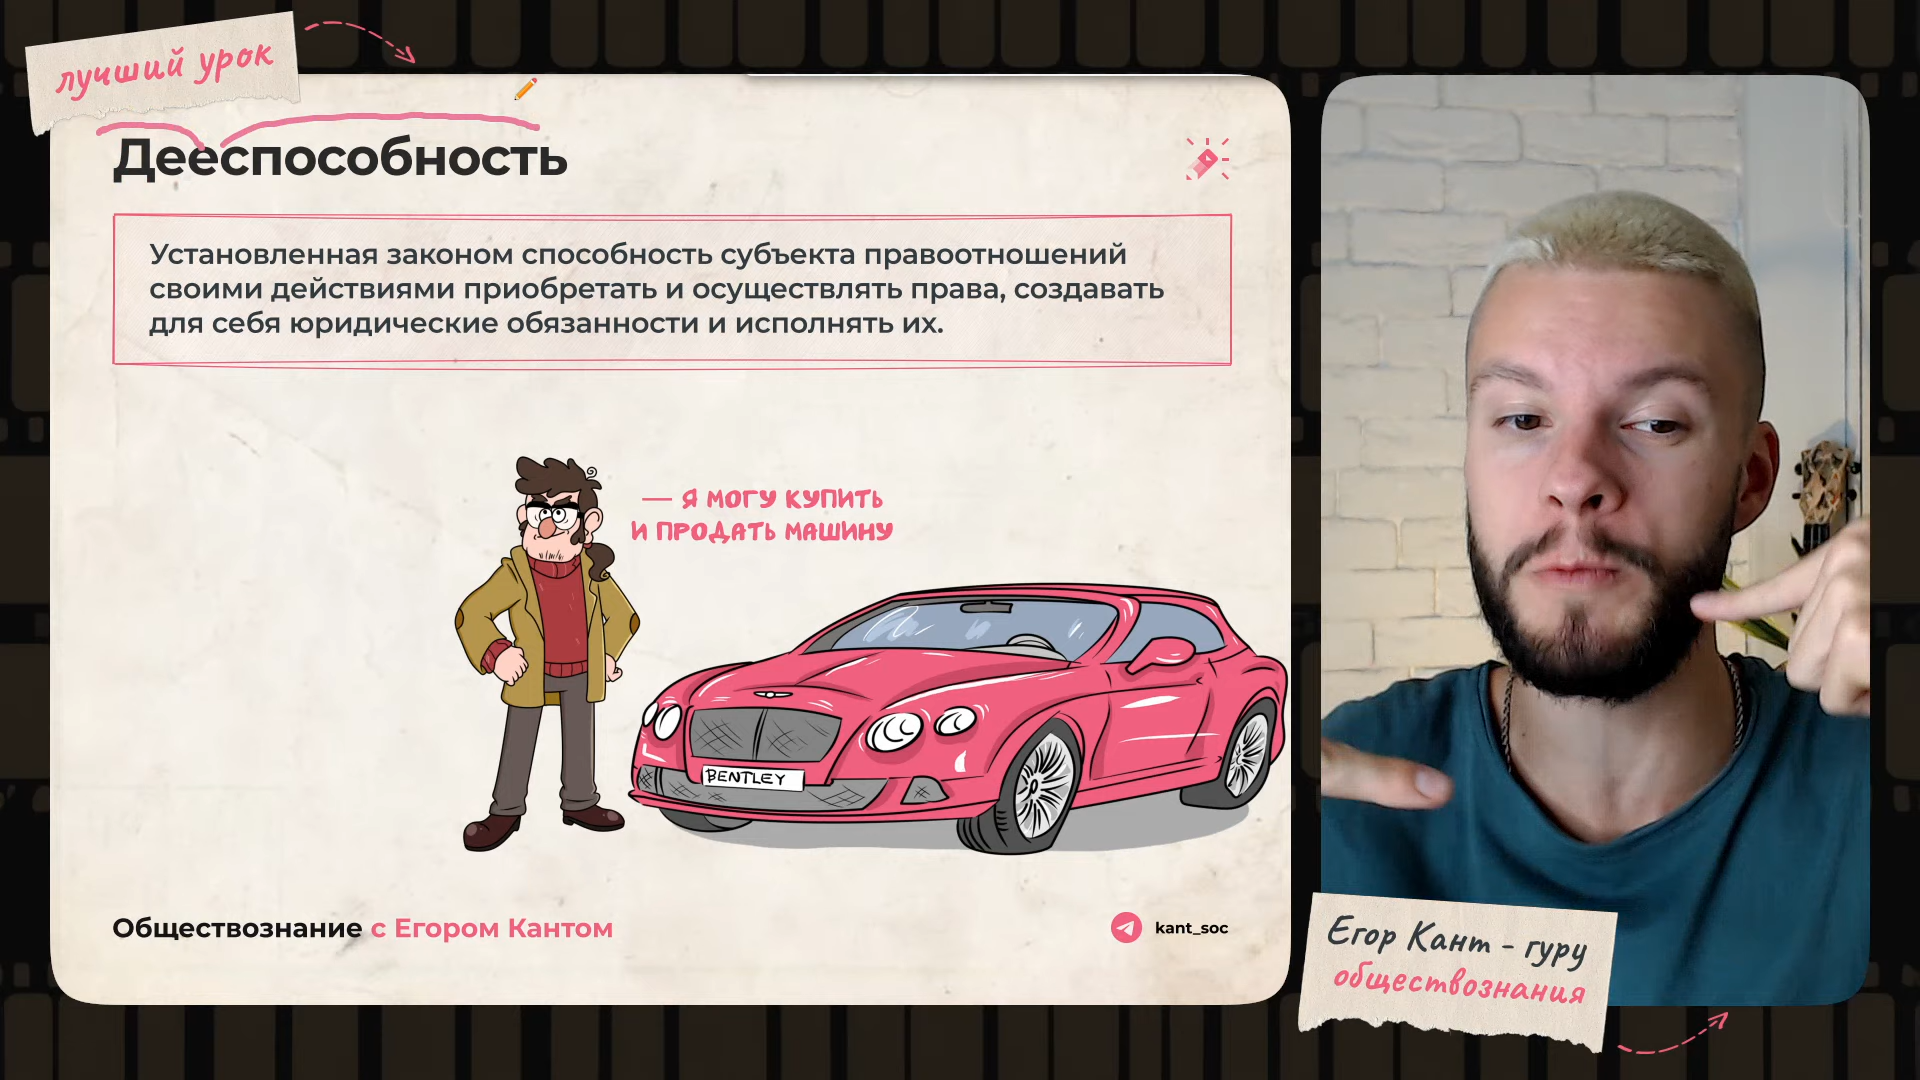 лучший урок
Дееспособность
Установленная законом способность субъекта правоотношений
своими действиями приобретать и осуществлять права, создавать
для себя юридические обязанности и исполнять их.
— Я МОГУ КУПИТЬ
И ПРОДАТЬ МАШИНУ
BENTLEY
Обществознание с Егором Кантом
kant_soc
Егор Кант - гуру
обществознания